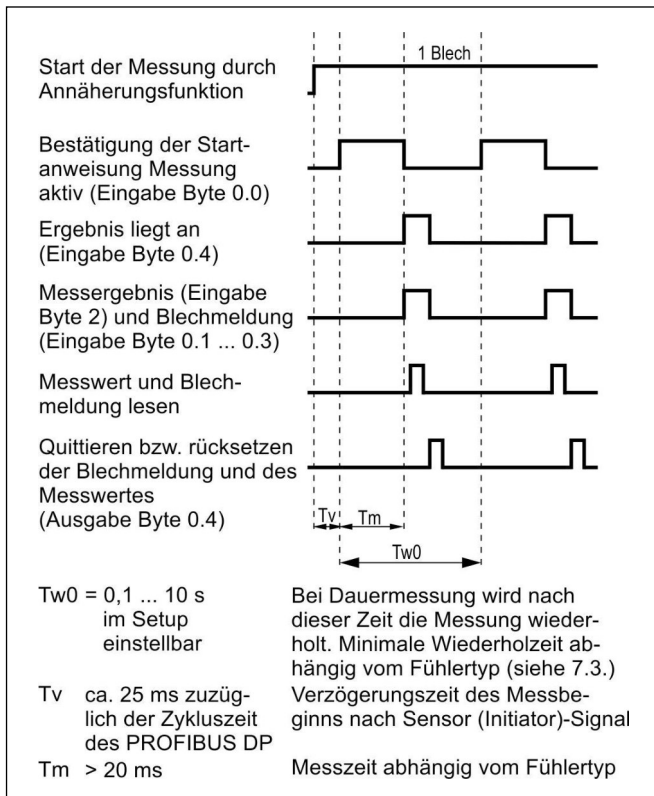 1 Blech
Start der Messung durch
Annäherungsfunktion
Bestätigung der Start-
anweisung Messung
aktiv (Eingabe Byte 0.0)
Ergebnis liegt an
(Eingabe Byte 0.4)
Messergebnis (Eingabe
Byte 2) und Blechmeldung
(Eingabe Byte 0.1 ... 0.3)
Messwert und Blech-
meldung lesen
Quittieren bzw. rücksetzen
der Blechmeldung und des
Messwertes
(Ausgabe Byte 0.4)
Tv Tm
Tw0
Tw0 = 0,1 ... 10 s
im Setup
einstellbar
Bei Dauermessung wird nach
dieser Zeit die Messung wieder-
holt. Minimale Wiederholzeit ab-
hängig vom Fühlertyp (siehe 7.3.)
Tv ca. 25 ms zuzüg-
lich der Zykluszeit
des PROFIBUS DP
Verzögerungszeit des Messbe-
ginns nach Sensor (Initiator)-Signal
Tm > 20 ms
Messzeit abhängig vom Fühlertyp